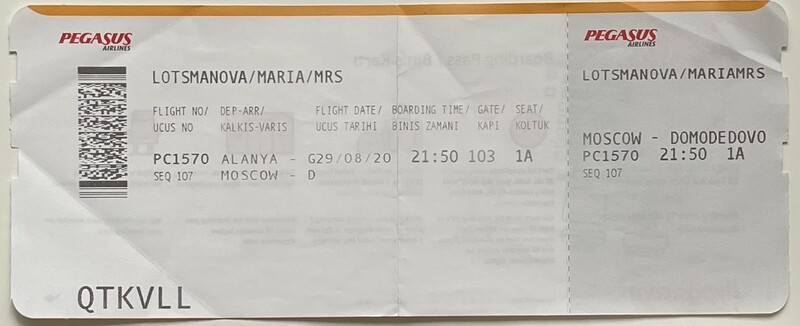 PEGASUS
AIRLINES
LOTSMANOVA/MARIA/MRS
FLIGHT NO/ DEP-ARR/ FLIGHT DATE/ BOARDING TIME/ GATE/ SEAT/
UCUS NO KALKIS-VARIS UCUS TARIHI BINIS ZAMANI KAPI KOLTUK
PC1570 ALANYA - G29/08/20 21:50 103 1A
SEQ 107 MOSCOW - D
QTKVLL
PEGASUS
AIRLINES
LOTSMANOVA/MARIAMRS
MOSCOW - DOMODEDOVO
PC1570 21:50 1A
SEQ 107